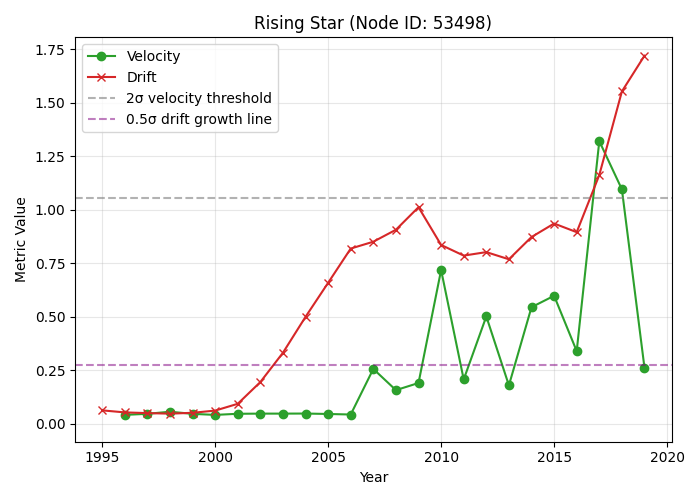 Rising Star (Node ID: 53498)
Velocity
Drift
2σ velocity threshold
0.5σ drift growth line
Metric Value
1.75
1.50
1.25
1.00
0.75
0.50
0.25
0.00
1995 2000 2005 2010 2015 2020
Year